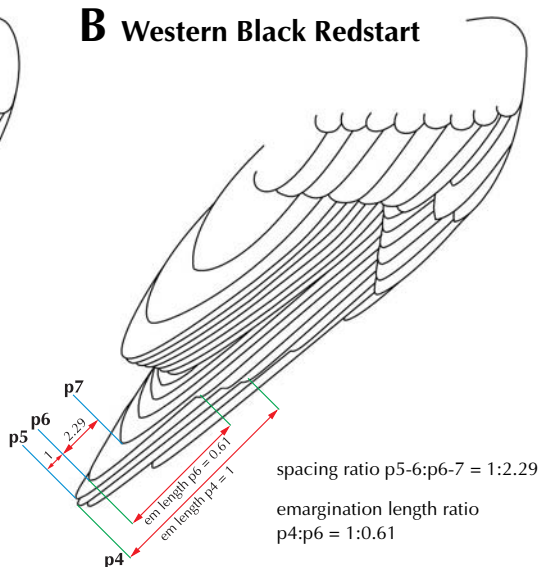 B Western Black Redstart
p7
p6
p5
2.29
1
em length p6 = 0.61
em length p4 = 1
p4
spacing ratio p5-6:p6-7 = 1:2.29
emargination length ratio
p4:p6 = 1:0.61